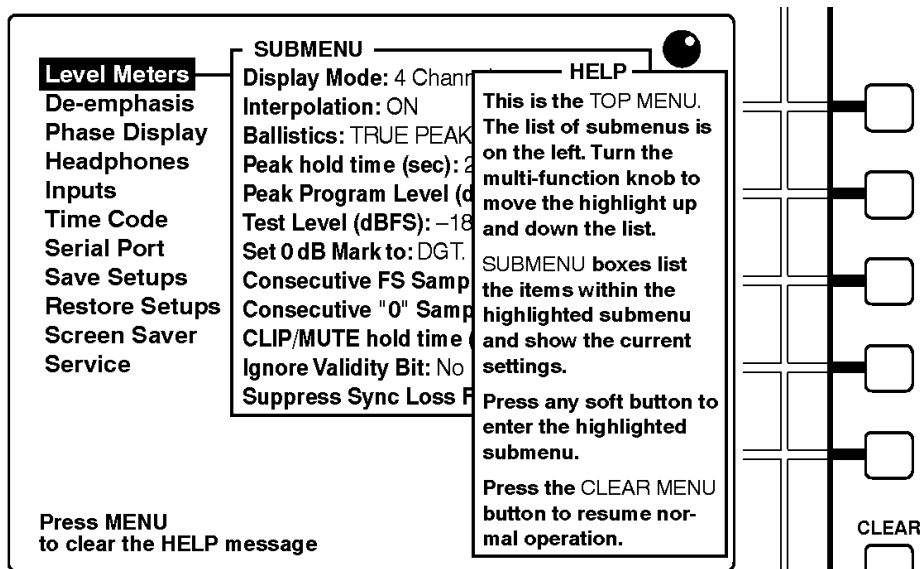 Level Meters
De-emphasis
Phase Display
Headphones
Inputs
Time Code
Serial Port
Save Setups
Restore Setups
Screen Saver
Service
SUBMENU
Display Mode: 4
Interpolation: ON
Ballistics: TRUE PEAK
Peak hold time (sec): 2
Peak Program Level (d
Test Level (dBFS): –18
Set 0 dB Mark to: DGT.
Consecutive FS Samp
Consecutive "0" Samp
CLIP/MUTE hold time (
Ignore Validity Bit: No
Suppress Sync Loss F
HELP
This is the TOP MENU.
The list of submenus is
on the left. Turn the
multi-function knob to
move the highlight up
and down the list.
SUBMENU boxes list
the items within the
highlighted submenu
and show the current
settings.
Press any soft button to
enter the highlighted
submenu.
Press the CLEAR MENU
button to resume nor-
mal operation.
Press MENU
to clear the HELP message
CLEAR